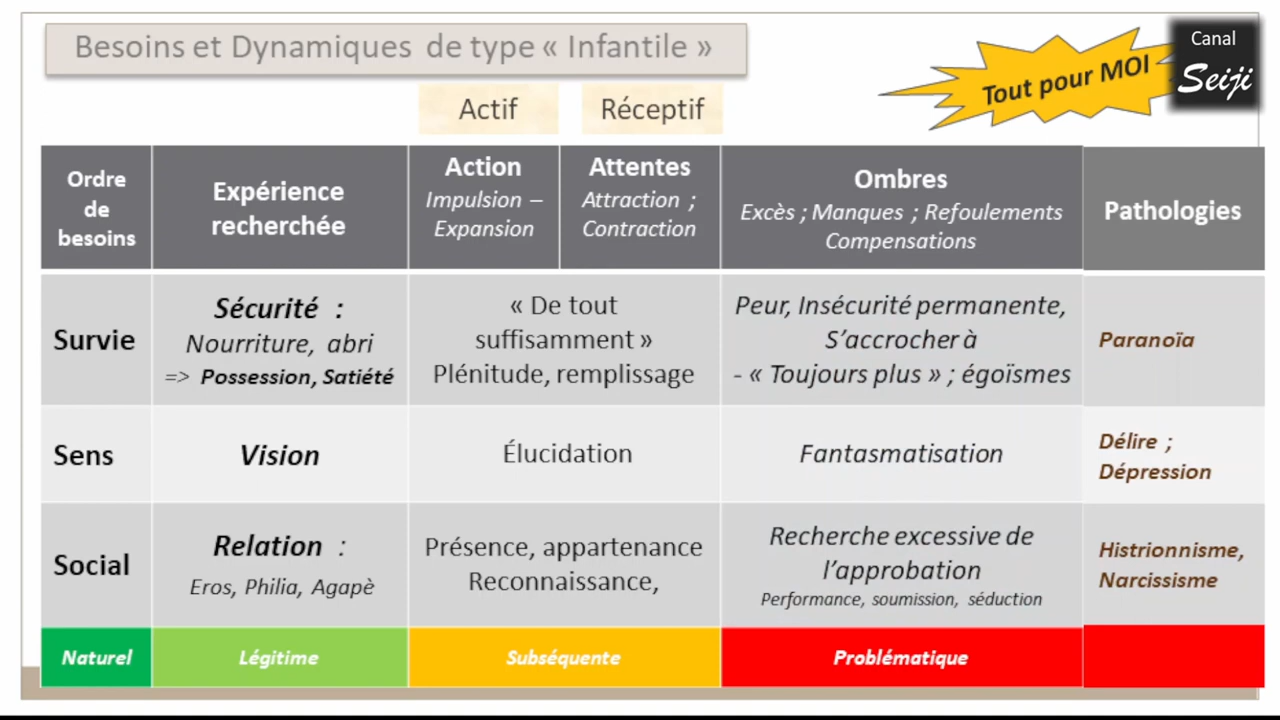 Besoins et Dynamiques de type « Infantile »
Tout pour MOI
Canal
Seiji
Actif
Réceptif
Ordre
de
besoins
Expérience
recherchée
Action
Impulsion –
Expansion
Attentes
Attraction ;
Contraction
Ombres
Excès ; Manques ; Refoulements
Compensations
Pathologies
Survie
Sécurité :
Nourriture, abri
=> Possession, Satiété
« De tout
suffisamment »
Plénitude, remplissage
Peur, Insécurité permanente,
S’accrocher à
- « Toujours plus » ; égoïsmes
Paranoïa
Sens
Vision
Élucidation
Fantasmatisation
Délire ;
Dépression
Social
Relation :
Eros, Philia, Agapè
Présence, appartenance
Reconnaissance,
Recherche excessive de
l’approbation
Performance, soumission, séduction
Histrionnisme,
Narcissisme
Naturel
Légitime
Subséquente
Problématique